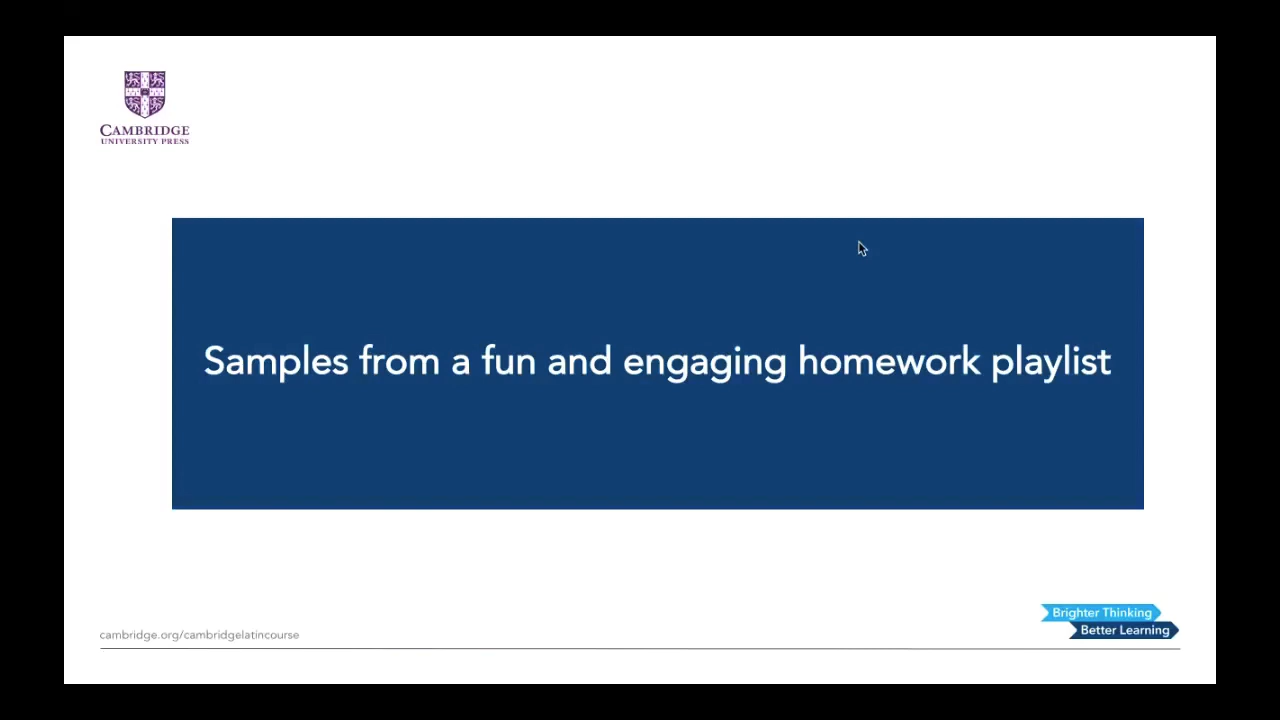 CAMBRIDGE
UNIVERSITY PRESS
Samples from a fun and engaging homework playlist
Brighter Thinking
Better Learning
cambridge.org/cambridgelatincourse